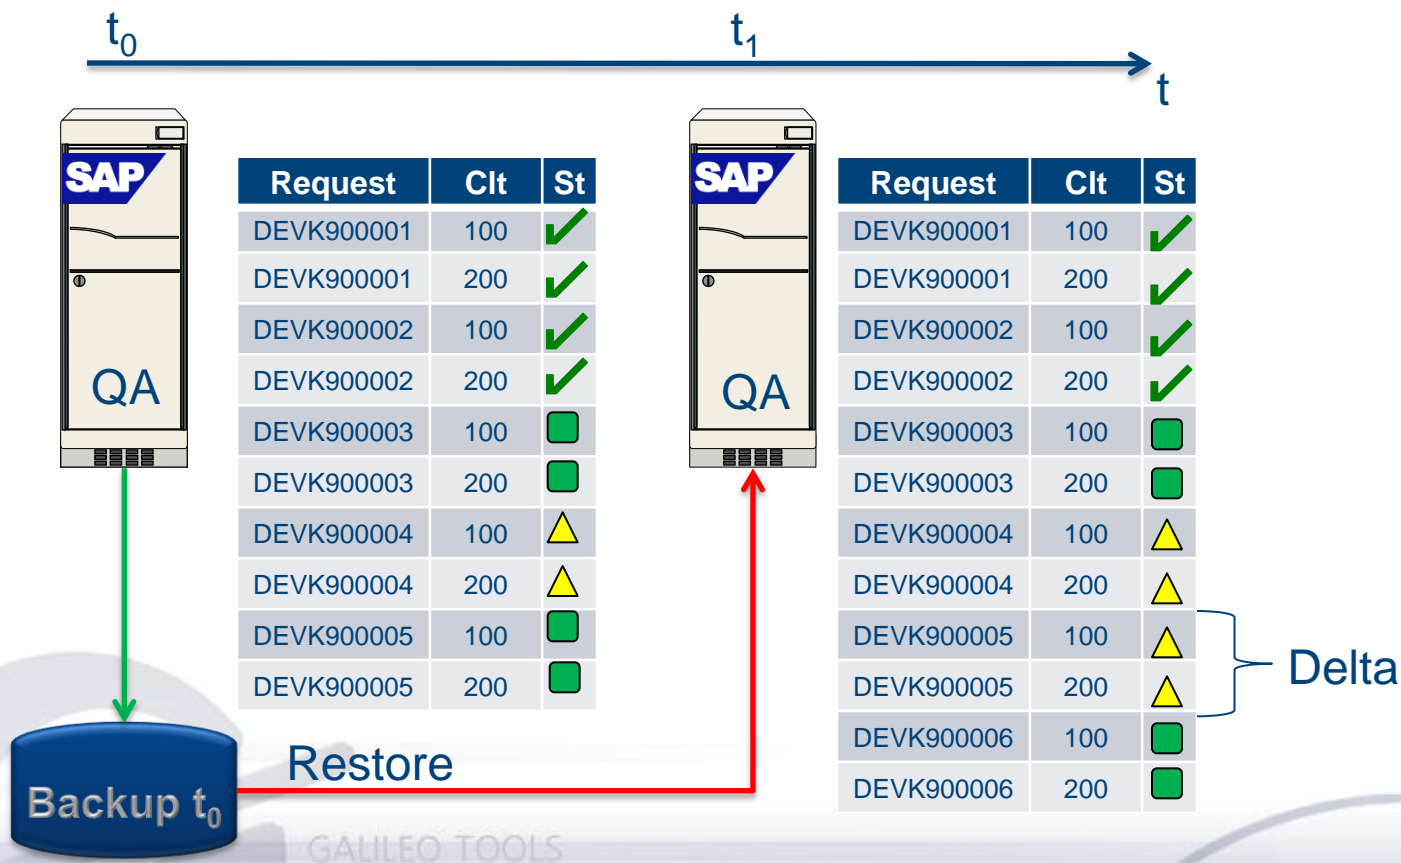 t0 t1
t
SAP
QA
Request Clt St
DEVK900001 100
DEVK900001 200
DEVK900002 100
DEVK900002 200
DEVK900003 100
DEVK900003 200
DEVK900004 100
DEVK900004 200
DEVK900005 100
DEVK900005 200
SAP
QA
Request Clt St
DEVK900001 100
DEVK900001 200
DEVK900002 100
DEVK900002 200
DEVK900003 100
DEVK900003 200
DEVK900004 100
DEVK900004 200
DEVK900005 100
DEVK900005 200
DEVK900006 100
DEVK900006 200
Delta
Restore
Backup t0
GALILEO TOOLS